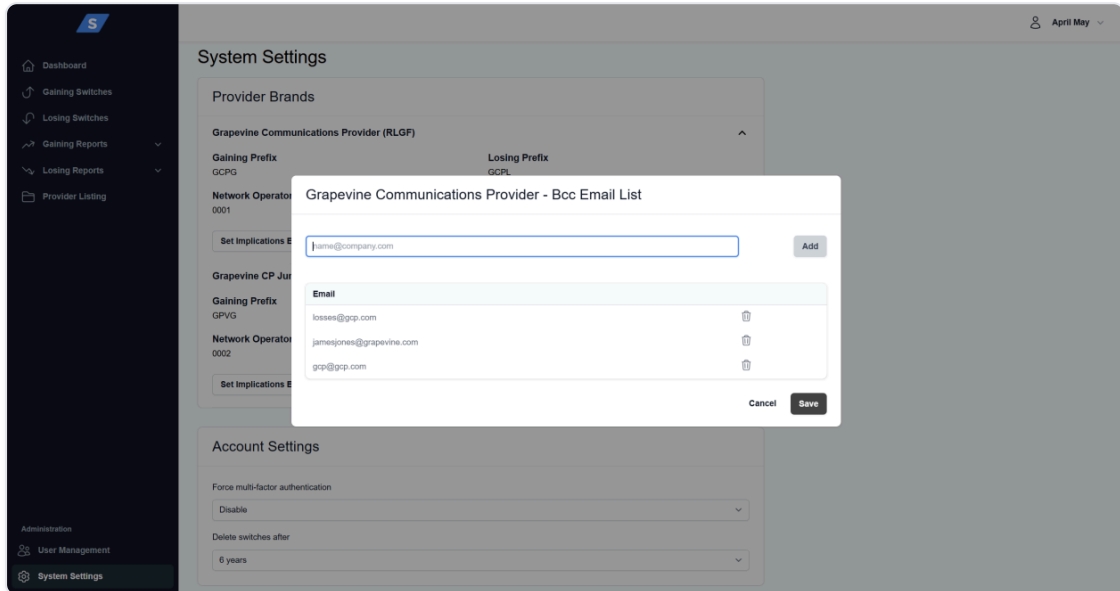 S
April May
Dashboard
Gaining Switches
Losing Switches
Gaining Reports
Losing Reports
Provider Listing
Administration
User Management
System Settings
System Settings
Provider Brands
Grapevine Communications Provider (RLGF)
Gaining Prefix
GCPG
Losing Prefix
GCPL
Network Operator
0001
Set Implications E
Grapevine CP Jun
Gaining Prefix
GPVG
Network Operator
0002
Set Implications E
Grapevine Communications Provider - Bcc Email List
name@company.com
Add
Email
losses@gcp.com
jamesjones@grapevine.com
gcp@gcp.com
Cancel
Save
Account Settings
Force multi-factor authentication
Disable
Delete switches after
6 years